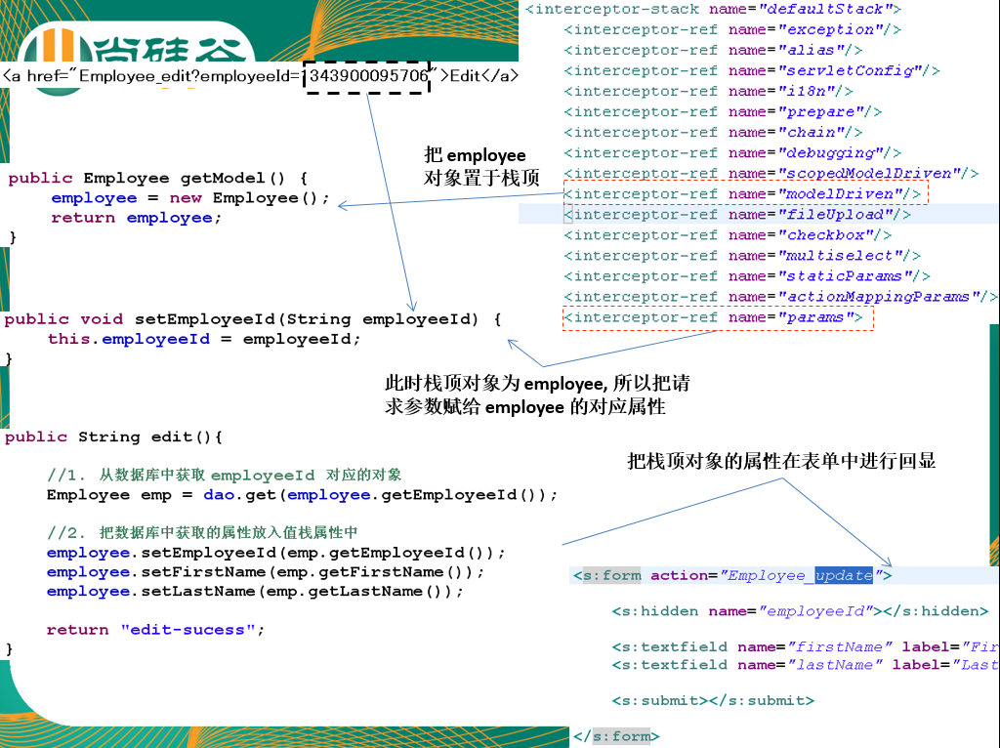 尚硅谷
<a href="Employee_edit?employeeId=1343900095706">Edit</a>
把 employee
对象置于栈顶
public Employee getModel() {
employee = new Employee();
return employee;
}
public void setEmployeeId(String employeeId) {
this.employeeId = employeeId;
}
<interceptor-stack name="defaultStack">
<interceptor-ref name="exception"/>
<interceptor-ref name="alias"/>
<interceptor-ref name="servletConfig"/>
<interceptor-ref name="i18n"/>
<interceptor-ref name="prepare"/>
<interceptor-ref name="chain"/>
<interceptor-ref name="debugging"/>
<interceptor-ref name="scopedModelDriven"/>
<interceptor-ref name="modelDriven"/>
<interceptor-ref name="fileUpload"/>
<interceptor-ref name="checkbox"/>
<interceptor-ref name="multiselect"/>
<interceptor-ref name="staticParams"/>
<interceptor-ref name="actionMappingParams"/>
<interceptor-ref name="params">
此时栈顶对象为 employee, 所以把请
求参数赋给 employee 的对应属性
public String edit(){
//1. 从数据库中获取 employeeId 对应的对象
Employee emp = dao.get(employee.getEmployeeId());
//2. 把数据库中获取的属性放入值栈属性中
employee.setEmployeeId(emp.getEmployeeId());
employee.setFirstName(emp.getFirstName());
employee.setLastName(emp.getLastName());
return "edit-sucess";
}
把栈顶对象的属性在表单中进行回显
<s:form action="Employee_update">
<s:hidden name="employeeId"></s:hidden>
<s:textfield name="firstName" label="Fir
<s:textfield name="lastName" label="Last
<s:submit></s:submit>
</s:form>